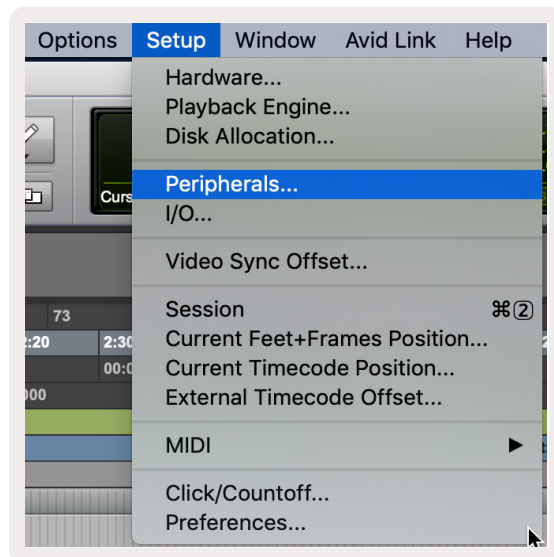 Options Setup Window Avid Link Help
Hardware...
Playback Engine...
Disk Allocation...
Peripherals...
Curs
I/O...
Video Sync Offset...
73
Session ⌘2
:20 2:30
Current Feet+Frames Position...
00:0
Current Timecode Position...
000
External Timecode Offset...
MIDI ▶
Click/Countoff...
Preferences...